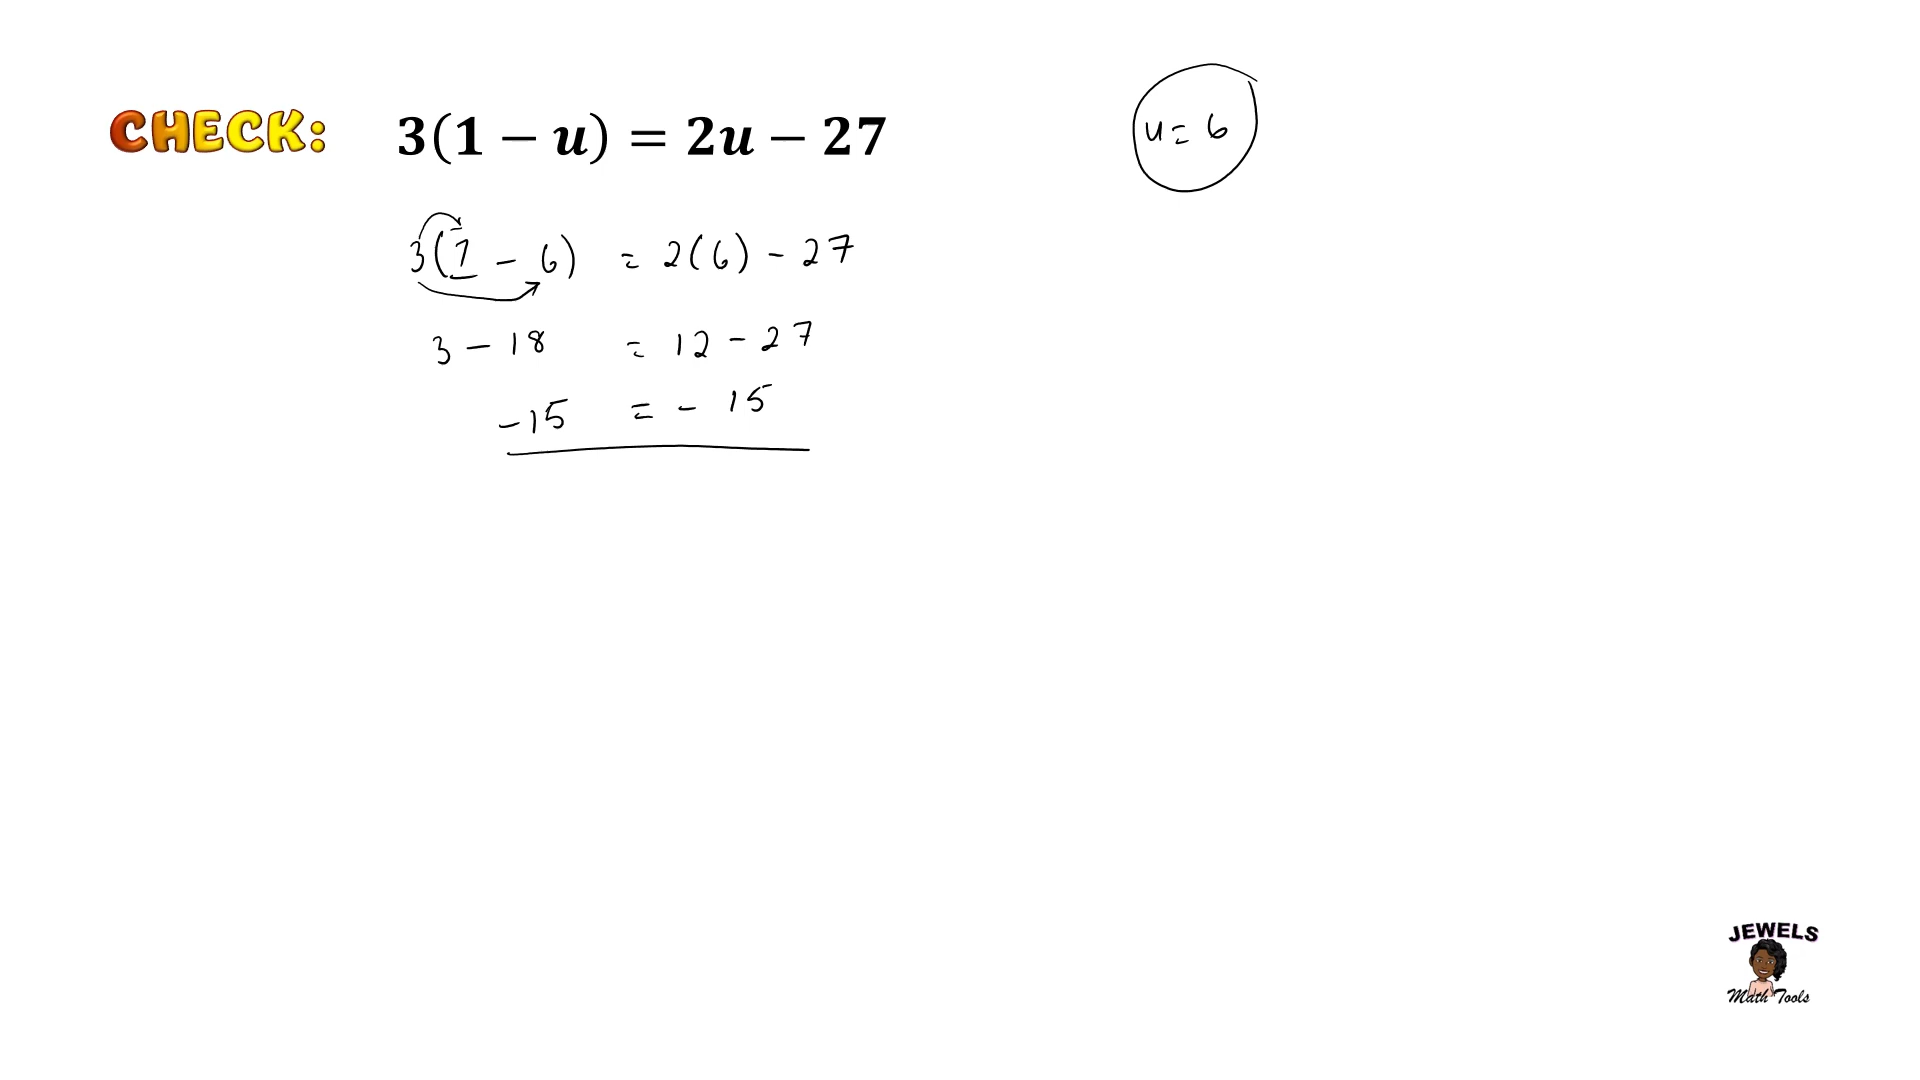 CHECK: 3(1 − u) = 2u − 27
u = 6
3(1 − 6) = 2(6) − 27
3 − 18 = 12 − 27
−15 = − 15
JEWELS
Math Tools